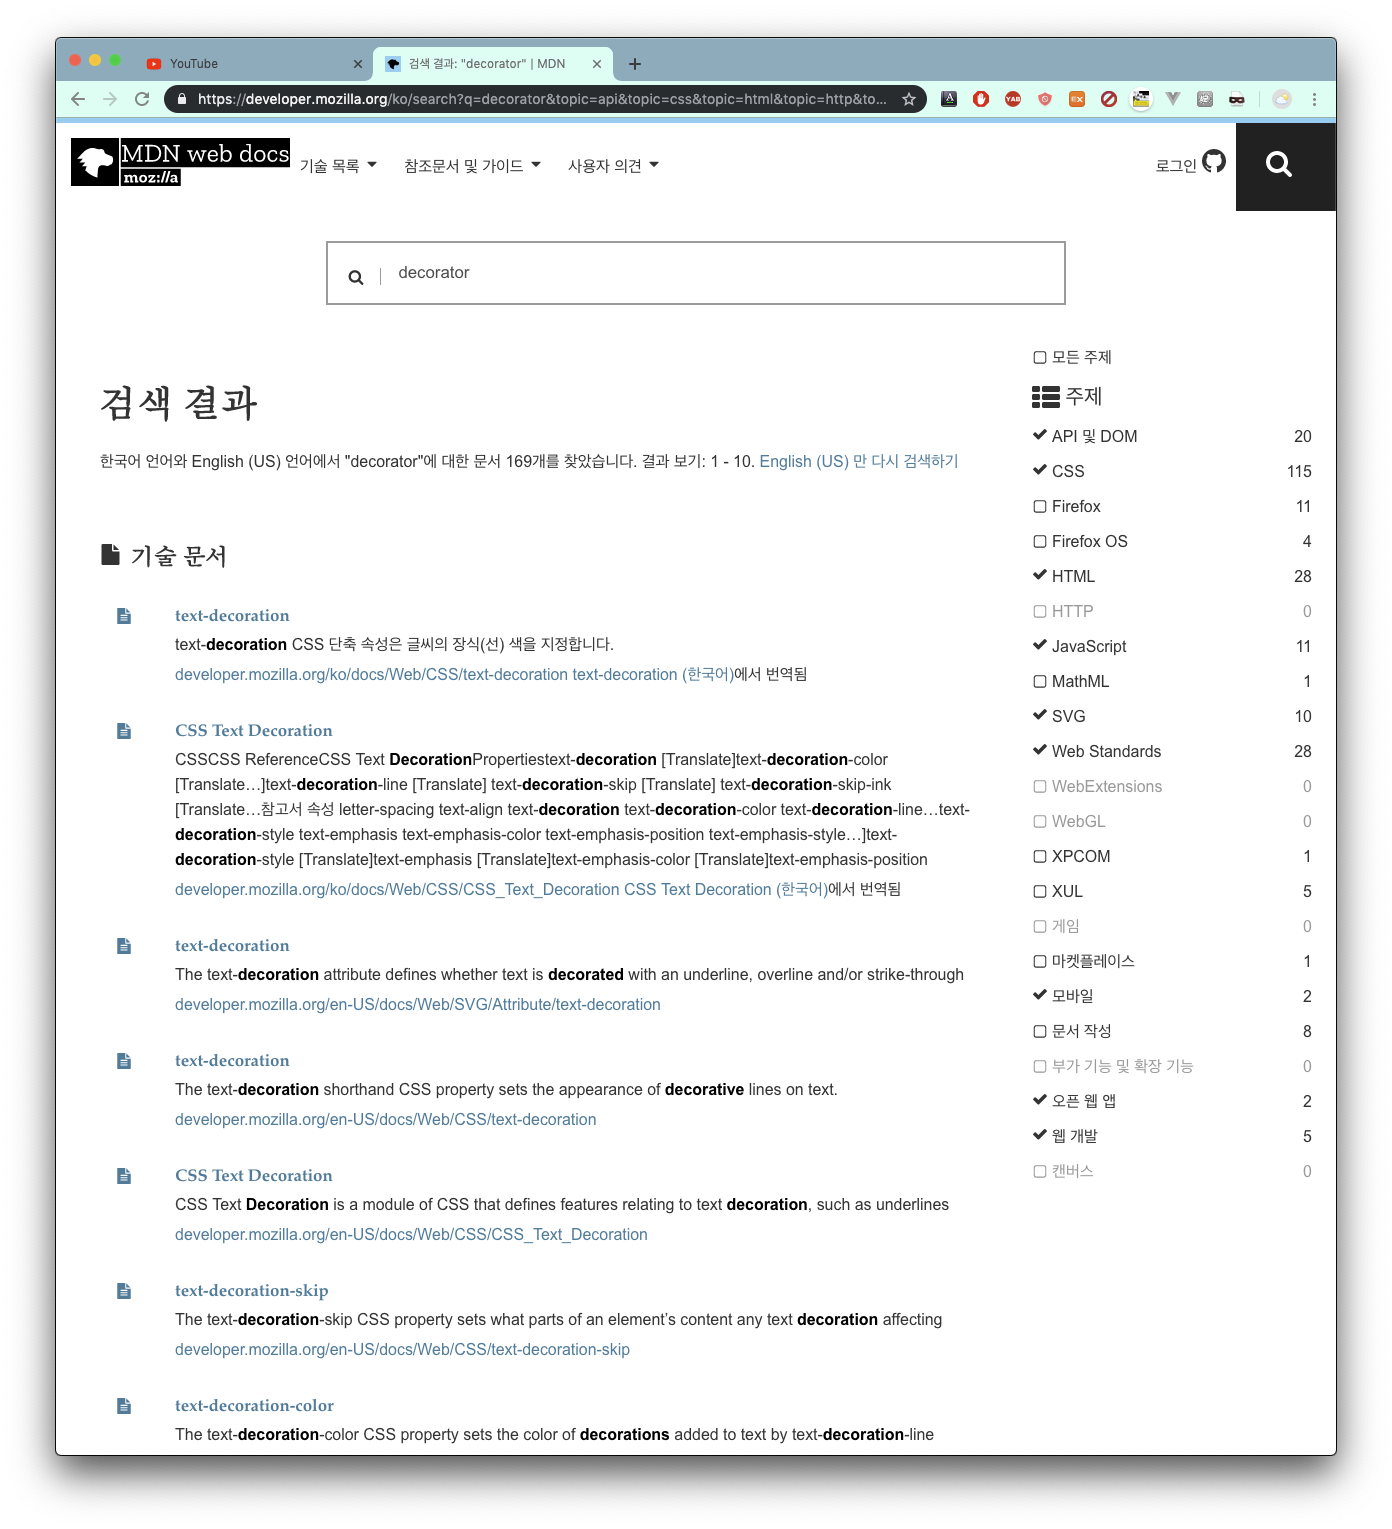 YouTube
검색 결과: "decorator" | MDN
https://developer.mozilla.org/ko/search?q=decorator&topic=api&topic=css&topic=html&topic=http&to...
MDN web docs
moz://a
기술 목록
참조문서 및 가이드
사용자 의견
로그인
decorator
검색 결과
한국어 언어와 English (US) 언어에서 "decorator"에 대한 문서 169개를 찾았습니다. 결과 보기: 1 - 10. English (US) 만 다시 검색하기
기술 문서
text-decoration
text-decoration CSS 단축 속성은 글씨의 장식(선) 색을 지정합니다.
developer.mozilla.org/ko/docs/Web/CSS/text-decoration text-decoration (한국어)에서 번역됨
CSS Text Decoration
CSSCSS ReferenceCSS Text DecorationPropertiestext-decoration [Translate]text-decoration-color
[Translate…]text-decoration-line [Translate] text-decoration-skip [Translate] text-decoration-skip-ink
[Translate…참고서 속성 letter-spacing text-align text-decoration text-decoration-color text-decoration-line…text-
decoration-style text-emphasis text-emphasis-color text-emphasis-position text-emphasis-style…]text-
decoration-style [Translate]text-emphasis [Translate]text-emphasis-color [Translate]text-emphasis-position
developer.mozilla.org/ko/docs/Web/CSS/CSS_Text_Decoration CSS Text Decoration (한국어)에서 번역됨
text-decoration
The text-decoration attribute defines whether text is decorated with an underline, overline and/or strike-through
developer.mozilla.org/en-US/docs/Web/SVG/Attribute/text-decoration
text-decoration
The text-decoration shorthand CSS property sets the appearance of decorative lines on text.
developer.mozilla.org/en-US/docs/Web/CSS/text-decoration
CSS Text Decoration
CSS Text Decoration is a module of CSS that defines features relating to text decoration, such as underlines
developer.mozilla.org/en-US/docs/Web/CSS/CSS_Text_Decoration
text-decoration-skip
The text-decoration-skip CSS property sets what parts of an element’s content any text decoration affecting
developer.mozilla.org/en-US/docs/Web/CSS/text-decoration-skip
text-decoration-color
The text-decoration-color CSS property sets the color of decorations added to text by text-decoration-line
모든 주제
주제
API 및 DOM 20
CSS 115
Firefox 11
Firefox OS 4
HTML 28
HTTP 0
JavaScript 11
MathML 1
SVG 10
Web Standards 28
WebExtensions 0
WebGL 0
XPCOM 1
XUL 5
게임 0
마켓플레이스 1
모바일 2
문서 작성 8
부가 기능 및 확장 기능 0
오픈 웹 앱 2
웹 개발 5
캔버스 0